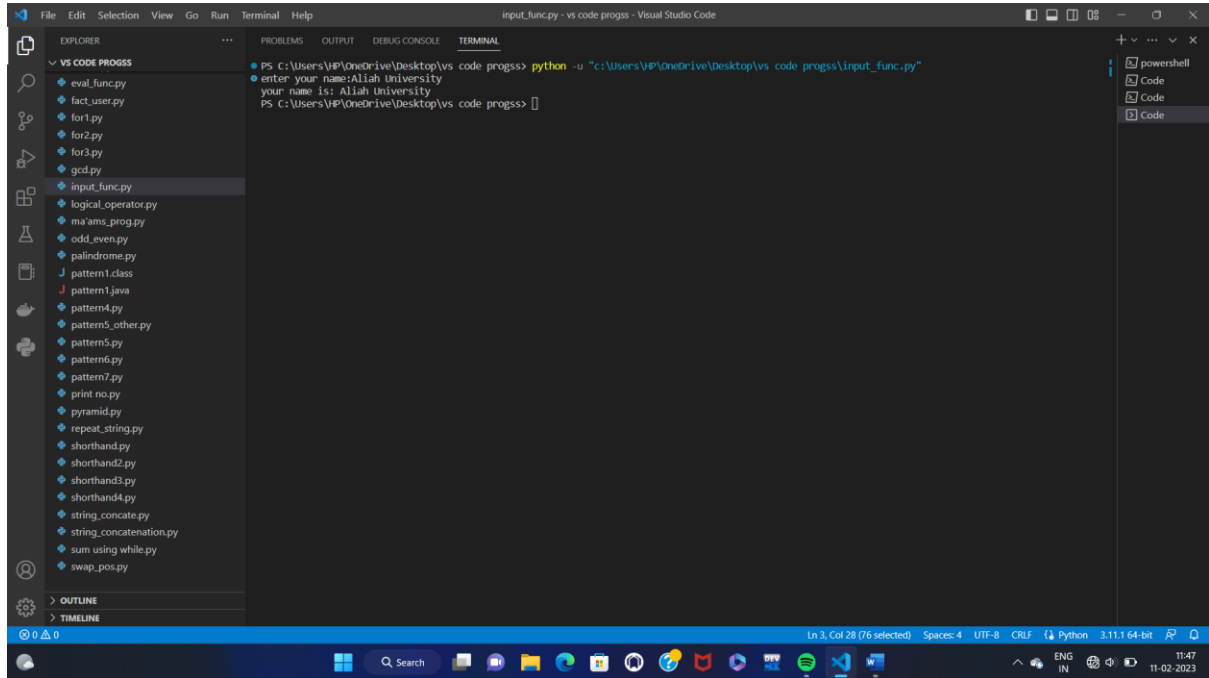 File Edit Selection View Go Run Terminal Help
input_func.py - vs code progss - Visual Studio Code
EXPLORER
VS CODE PROGSS
eval_func.py
fact_user.py
for1.py
for2.py
for3.py
gcd.py
input_func.py
logical_operator.py
ma'ams_prog.py
odd_even.py
palindrome.py
J pattern1.class
J pattern1.java
pattern4.py
pattern5_other.py
pattern5.py
pattern6.py
pattern7.py
print no.py
pyramid.py
repeat_string.py
shorthand.py
shorthand2.py
shorthand3.py
shorthand4.py
string_concate.py
string_concatenation.py
sum using while.py
swap_pos.py
OUTLINE
TIMELINE
PROBLEMS OUTPUT DEBUG CONSOLE TERMINAL
PS C:\Users\HP\OneDrive\Desktop\vs code progss> python -u "c:\Users\HP\OneDrive\Desktop\vs code progss\input_func.py"
enter your name:Aliah University
your name is: Aliah University
PS C:\Users\HP\OneDrive\Desktop\vs code progss>
powershell
Code
Code
Code
0 0
Ln 3, Col 28 (76 selected) Spaces: 4 UTF-8 CRLF Python 3.11.1 64-bit
Search
DEV
W
ENG
IN
11:47
11-02-2023